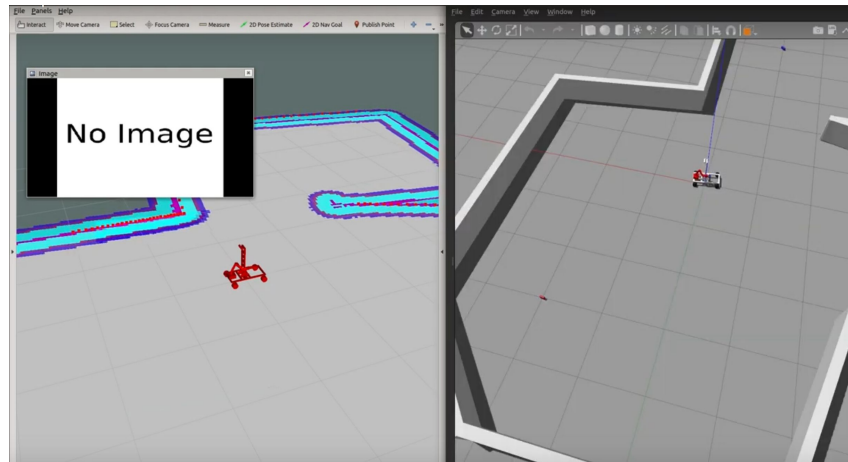 File Panels Help
Interact Move Camera Select Focus Camera Measure 2D Pose Estimate 2D Nav Goal Publish Point
Image
No Image
File Edit Camera View Window Help